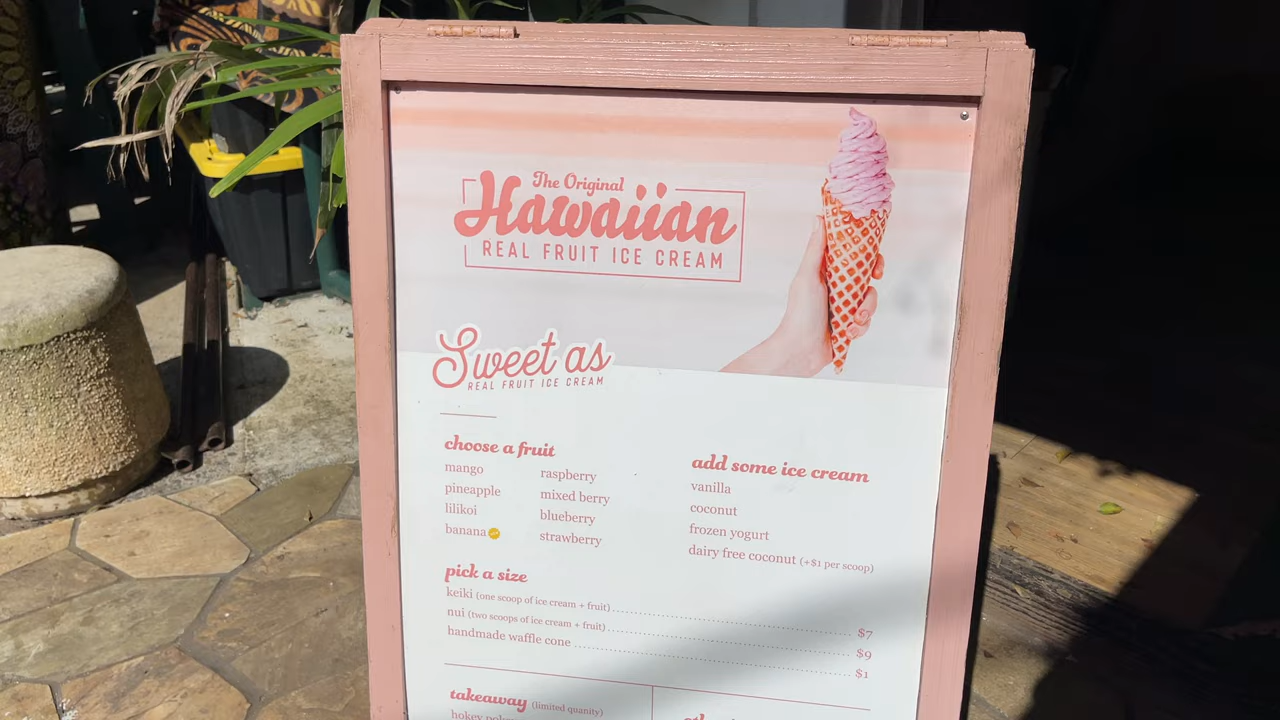 The Original
Hawaiian
REAL FRUIT ICE CREAM
Sweet as
REAL FRUIT ICE CREAM
choose a fruit
mango
pineapple
lilikoi
banana
raspberry
mixed berry
blueberry
strawberry
add some ice cream
vanilla
coconut
frozen yogurt
dairy free coconut (+$1 per scoop)
pick a size
keiki (one scoop of ice cream + fruit) $7
nui (two scoops of ice cream + fruit) $9
handmade waffle cone $1
takeaway (limited quanity)